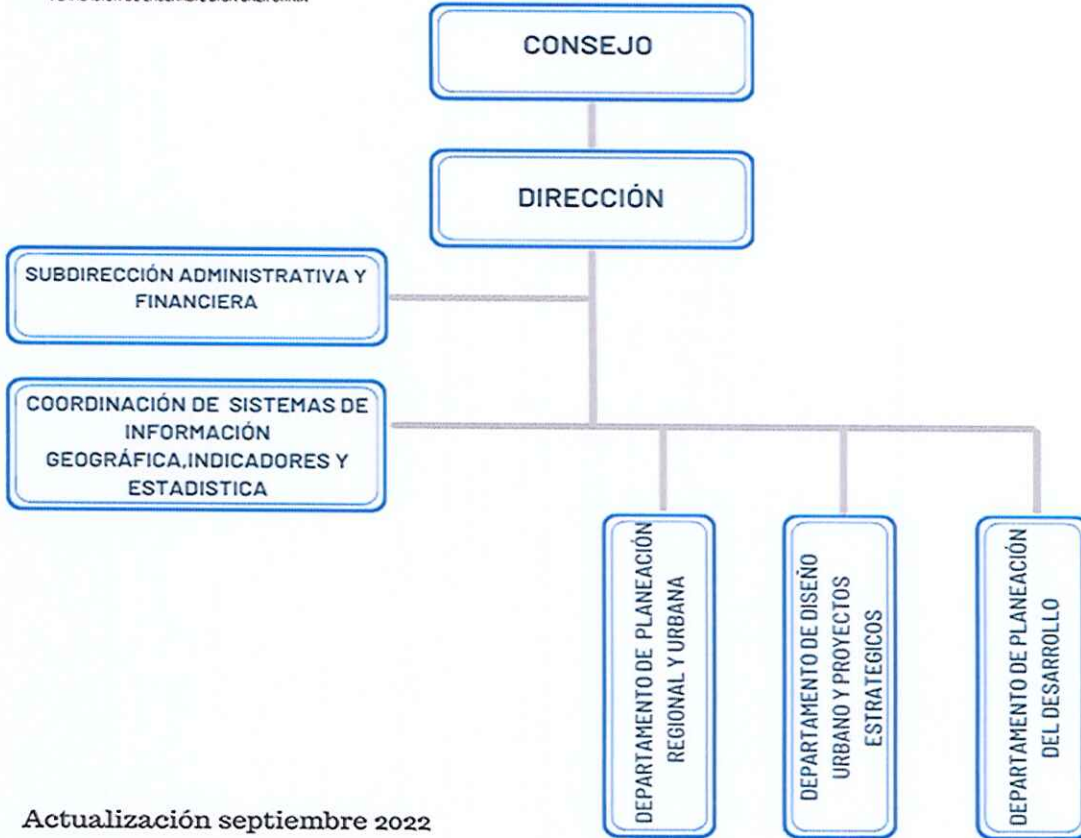 CONSEJO
DIRECCIÓN
SUBDIRECCIÓN ADMINISTRATIVA Y
FINANCIERA
COORDINACIÓN DE SISTEMAS DE
INFORMACIÓN
GEOGRÁFICA,INDICADORES Y
ESTADISTICA
DEPARTAMENTO DE PLANEACIÓN
REGIONAL Y URBANA
DEPARTAMENTO DE DISEÑO
URBANO Y PROYECTOS
ESTRATEGICOS
DEPARTAMENTO DE PLANEACIÓN
DEL DESARROLLO
Actualización septiembre 2022